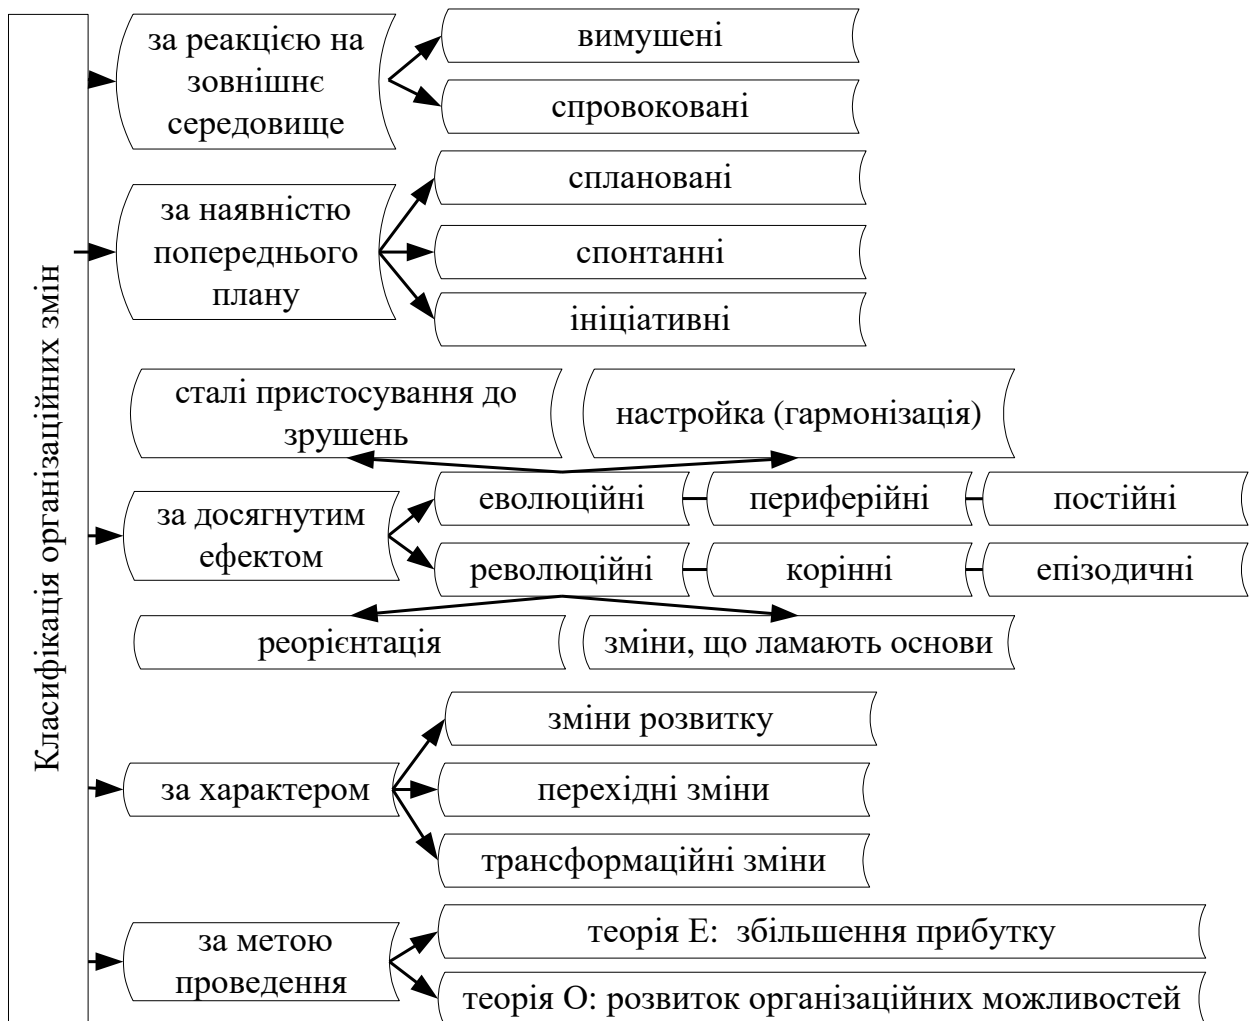 Класифікація організаційних змін
за реакцією на
зовнішнє
середовище
вимушені
спровоковані
за наявністю
попереднього
плану
сплановані
спонтанні
ініціативні
сталі пристосування до
зрушень
настройка (гармонізація)
за досягнутим
ефектом
еволюційні
периферійні
постійні
революційні
корінні
епізодичні
реорієнтація
зміни, що ламають основи
за характером
зміни розвитку
перехідні зміни
трансформаційні зміни
за метою
проведення
теорія Е:  збільшення прибутку
теорія О: розвиток організаційних можливостей